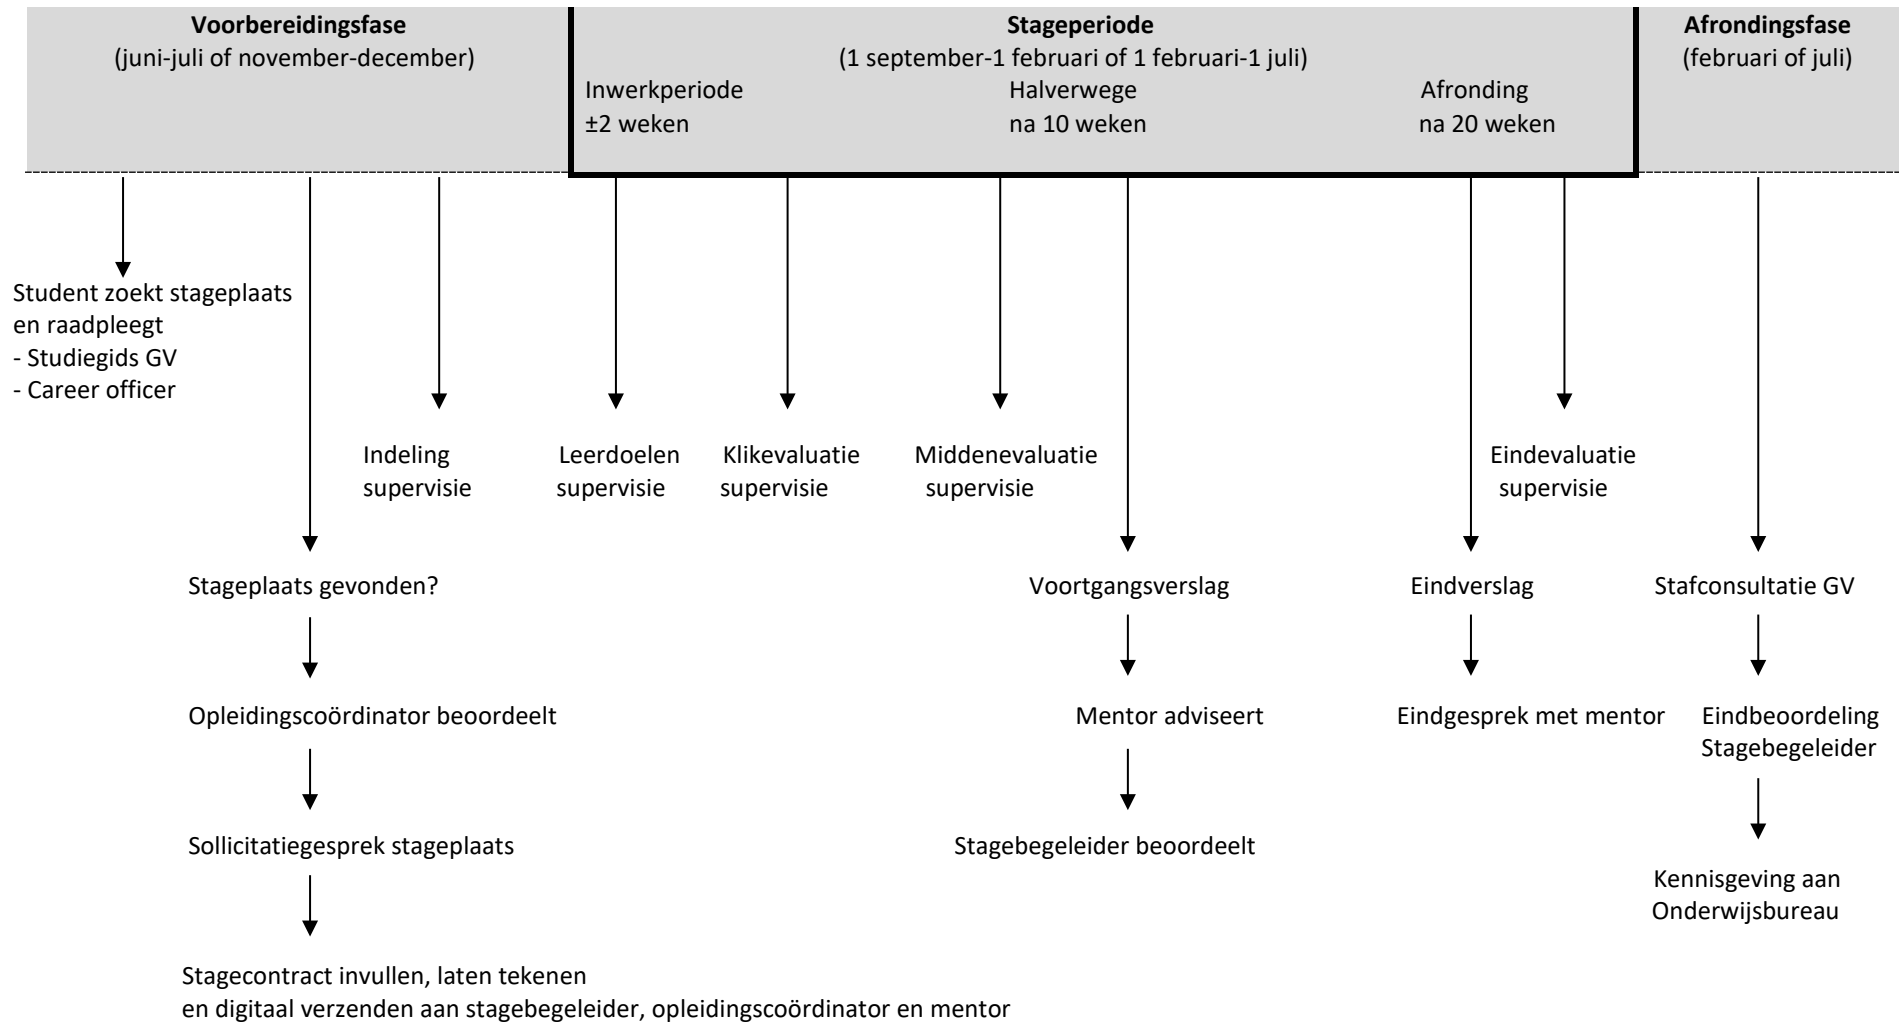 Voorbereidingsfase
(juni-juli of november-december)
Stageperiode
(1 september-1 februari of 1 februari-1 juli)
Inwerkperiode
±2 weken
Halverwege
na 10 weken
Afronding
na 20 weken
Afrondingsfase
(februari of juli)
Student zoekt stageplaats
en raadpleegt
- Studiegids GV
- Career officer
Indeling
supervisie
Leerdoelen
supervisie
Klikevaluatie
supervisie
Middenevaluatie
supervisie
Eindevaluatie
supervisie
Stageplaats gevonden?
Opleidingscoördinator beoordeelt
Sollicitatiegesprek stageplaats
Stagecontract invullen, laten tekenen
en digitaal verzenden aan stagebegeleider, opleidingscoördinator en mentor
Voortgangsverslag
Mentor adviseert
Stagebegeleider beoordeelt
Eindverslag
Eindgesprek met mentor
Stafconsultatie GV
Eindbeoordeling
Stagebegeleider
Kennisgeving aan
Onderwijsbureau